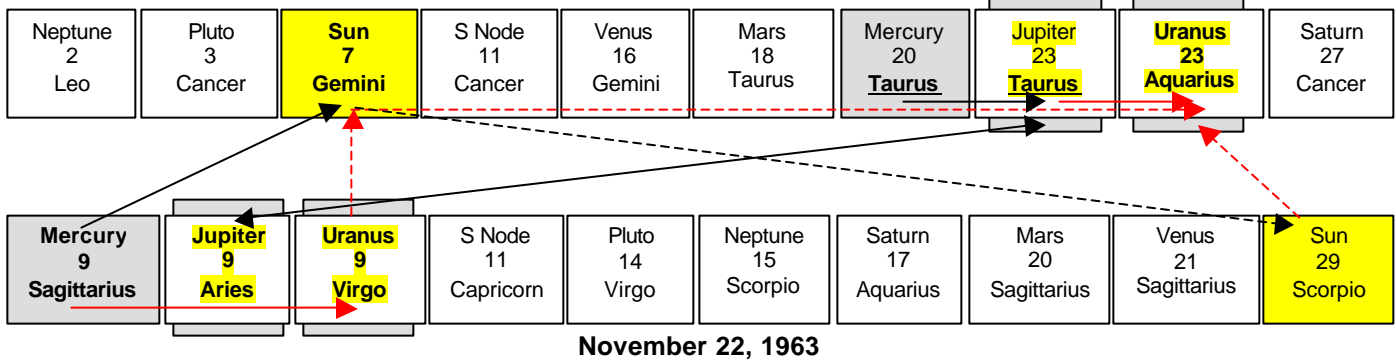 Neptune
2
Leo
Pluto
3
Cancer
Sun
7
Gemini
S Node
11
Cancer
Venus
16
Gemini
Mars
18
Taurus
Mercury
20
Taurus
Jupiter
23
Taurus
Uranus
23
Aquarius
Saturn
27
Cancer
Mercury
9
Sagittarius
Jupiter
9
Aries
Uranus
9
Virgo
S Node
11
Capricorn
Pluto
14
Virgo
Neptune
15
Scorpio
Saturn
17
Aquarius
Mars
20
Sagittarius
Venus
21
Sagittarius
Sun
29
Scorpio
November 22, 1963